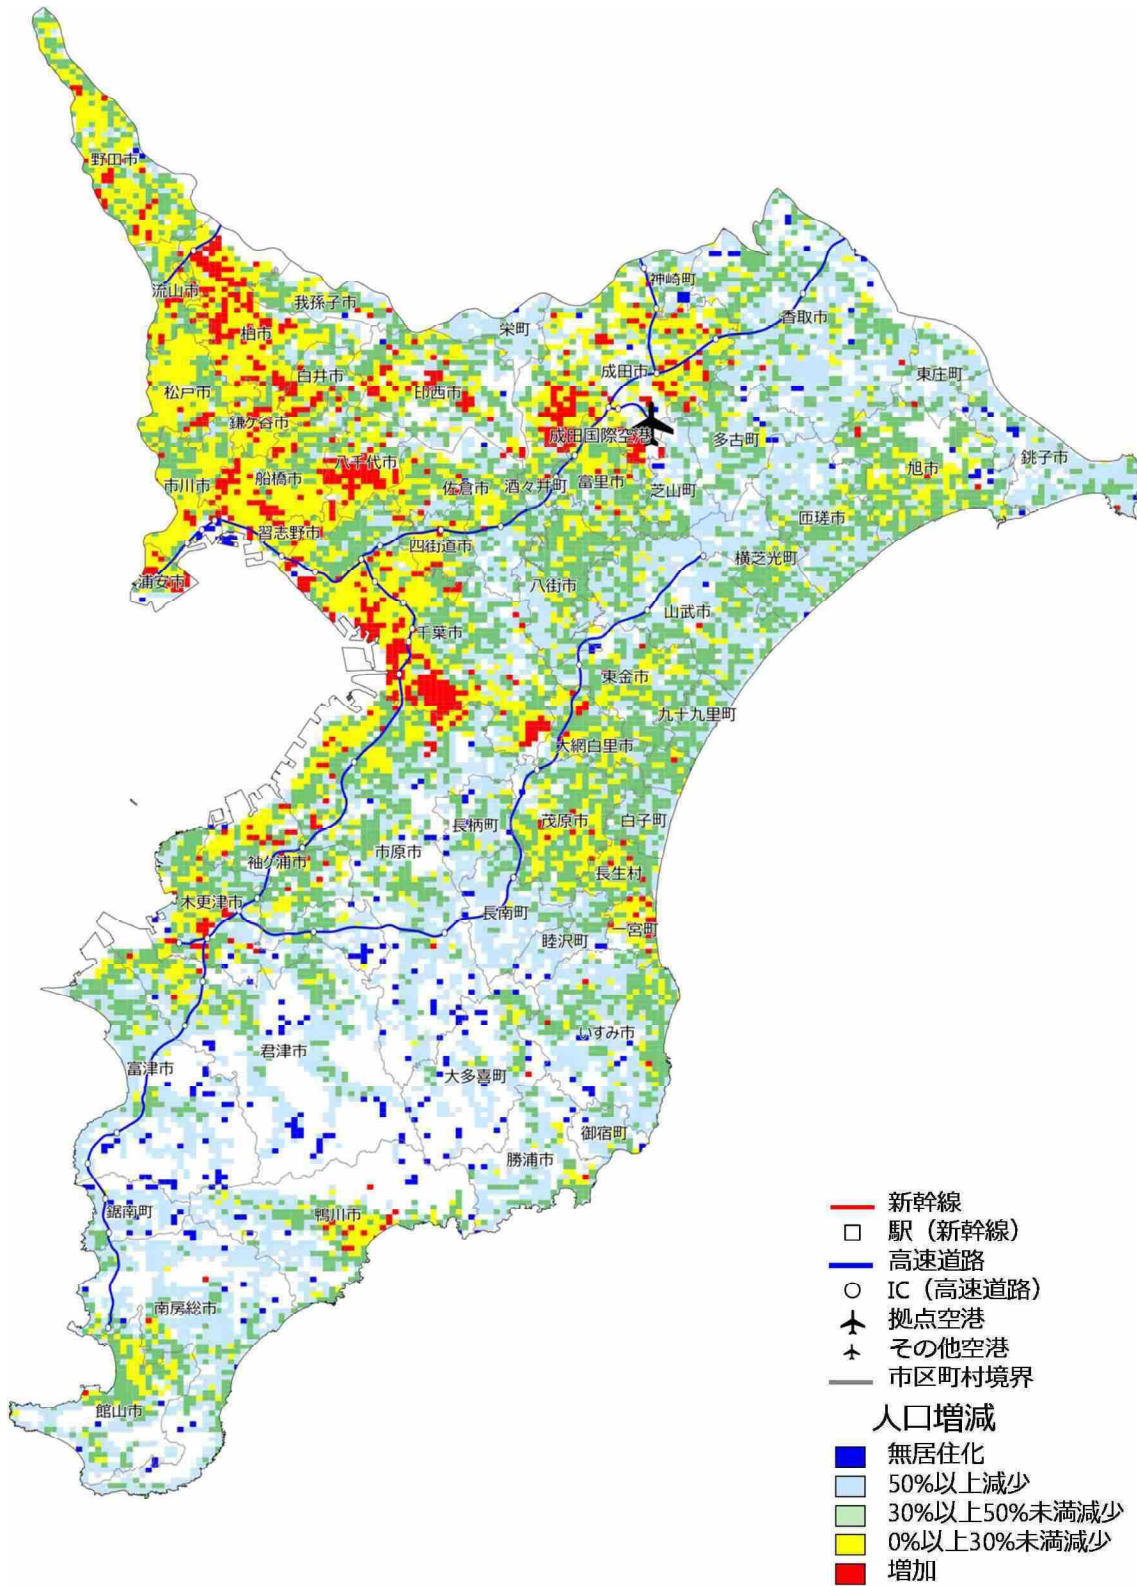 野田市
流山市
我孫子市
柏市
神崎町
香取市
栄町
成田市
松戸市
白井市
印西市
東庄町
鎌ケ谷市
成田国際空港
多古町
市川市
船橋市
八千代市
佐倉市
酒々井町
富里市
芝山町
旭市
銚子市
匝瑳市
習志野市
四街道市
浦安市
八街市
横芝光町
山武市
千葉市
東金市
九十九里町
大網白里市
長柄町
茂原市
白子町
市原市
袖ケ浦市
長生村
木更津市
長南町
一宮町
睦沢町
いすみ市
君津市
富津市
大多喜町
御宿町
勝浦市
鋸南町
鴨川市
南房総市
館山市
新幹線
駅（新幹線）
高速道路
IC（高速道路）
拠点空港
その他空港
市区町村境界
人口増減
無居住化
50%以上減少
30%以上50%未満減少
0%以上30%未満減少
増加